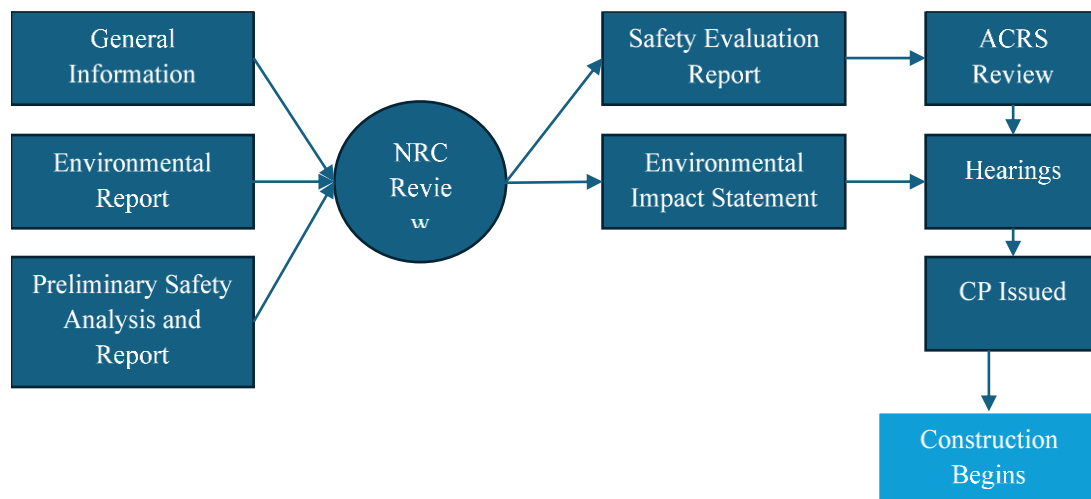 General
Information
Environmental
Report
Preliminary Safety
Analysis and
Report
NRC
Revie
w
Safety Evaluation
Report
Environmental
Impact Statement
ACRS
Review
Hearings
CP Issued
Construction
Begins